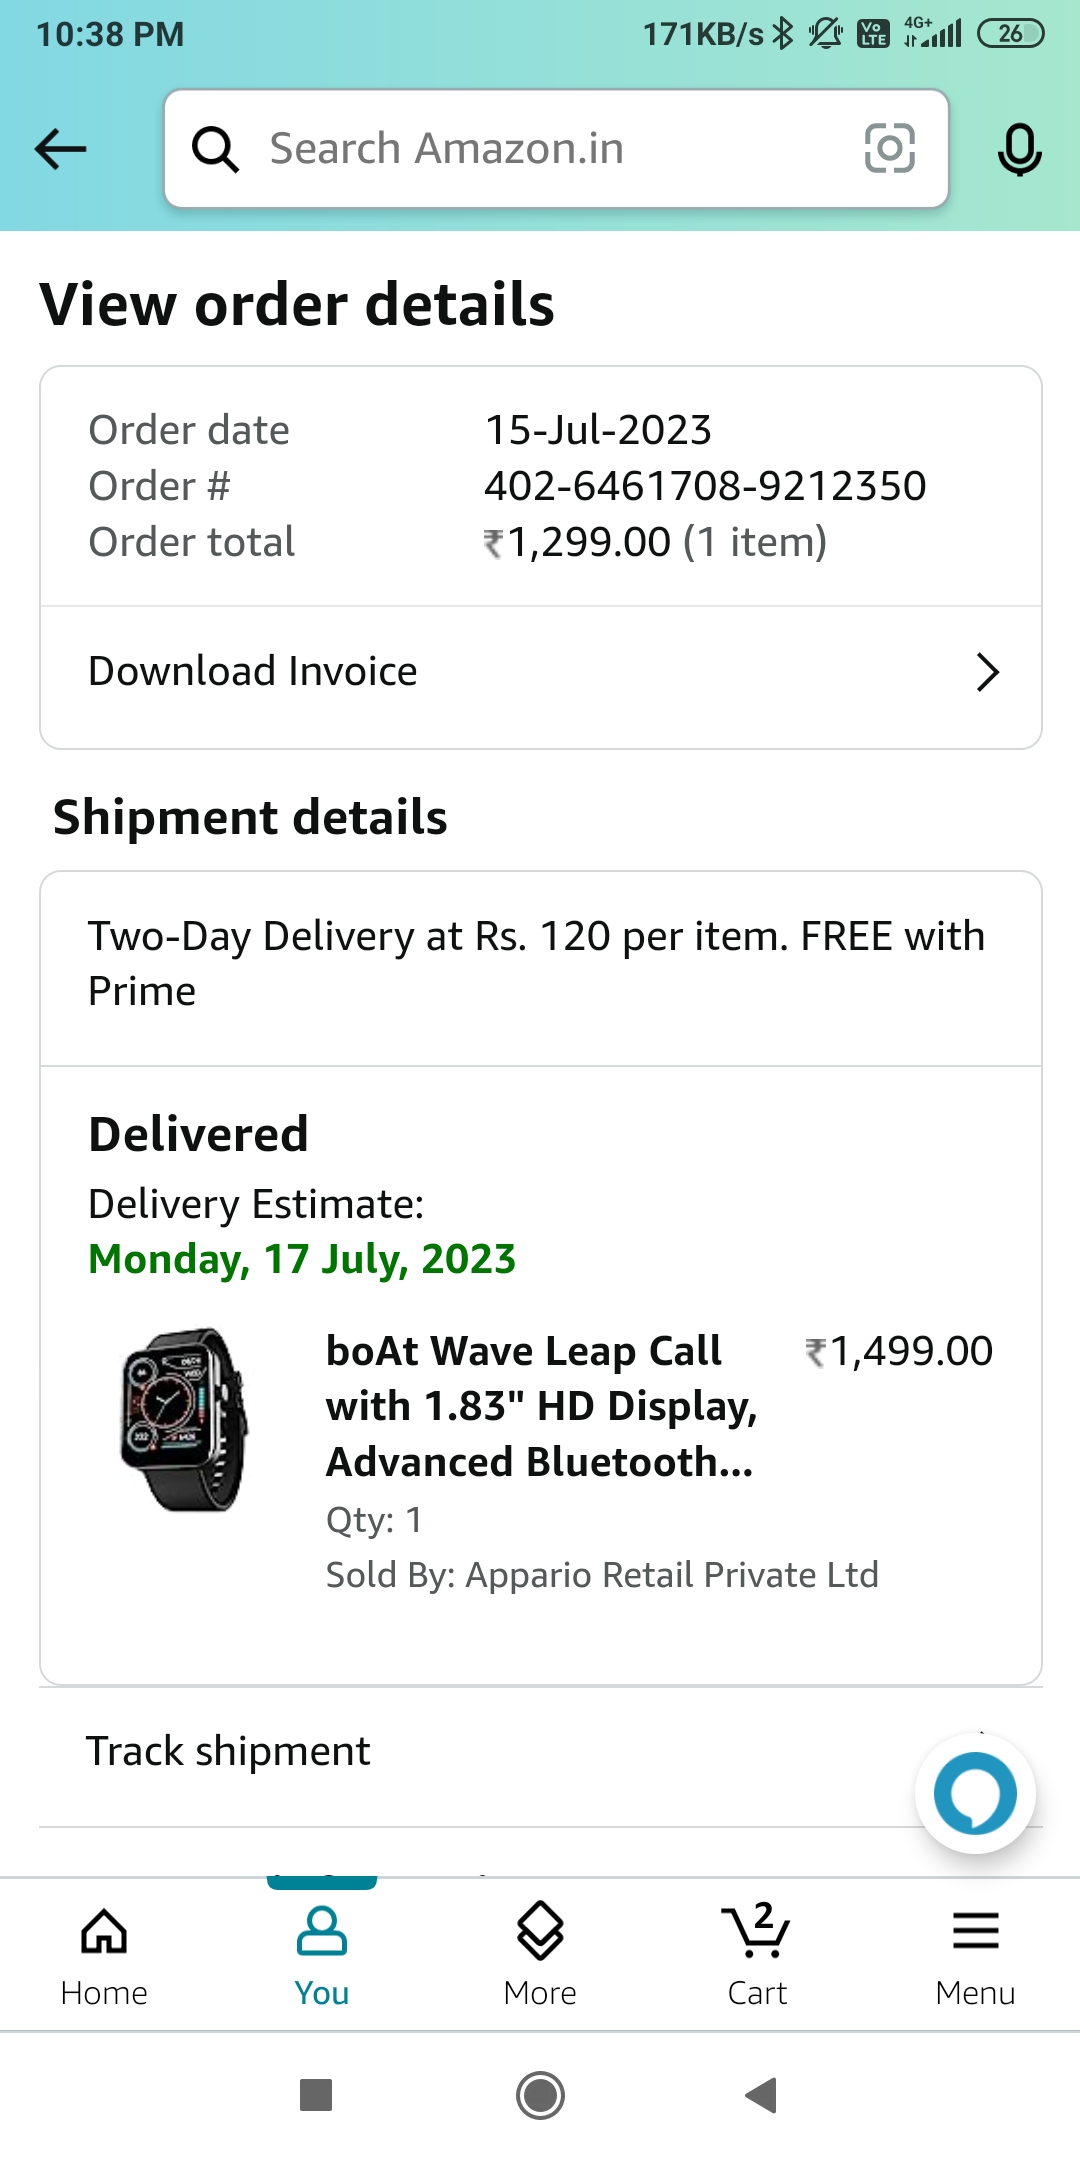 10:38 PM 171KB/s Vo LTE 4G+ 26
Search Amazon.in
View order details
Order date 15-Jul-2023
Order # 402-6461708-9212350
Order total ₹1,299.00 (1 item)
Download Invoice
Shipment details
Two-Day Delivery at Rs. 120 per item. FREE with
Prime
Delivered
Delivery Estimate:
Monday, 17 July, 2023
boAt Wave Leap Call ₹1,499.00
with 1.83" HD Display,
Advanced Bluetooth...
Qty: 1
Sold By: Appario Retail Private Ltd
Track shipment
2
Home You More Cart Menu